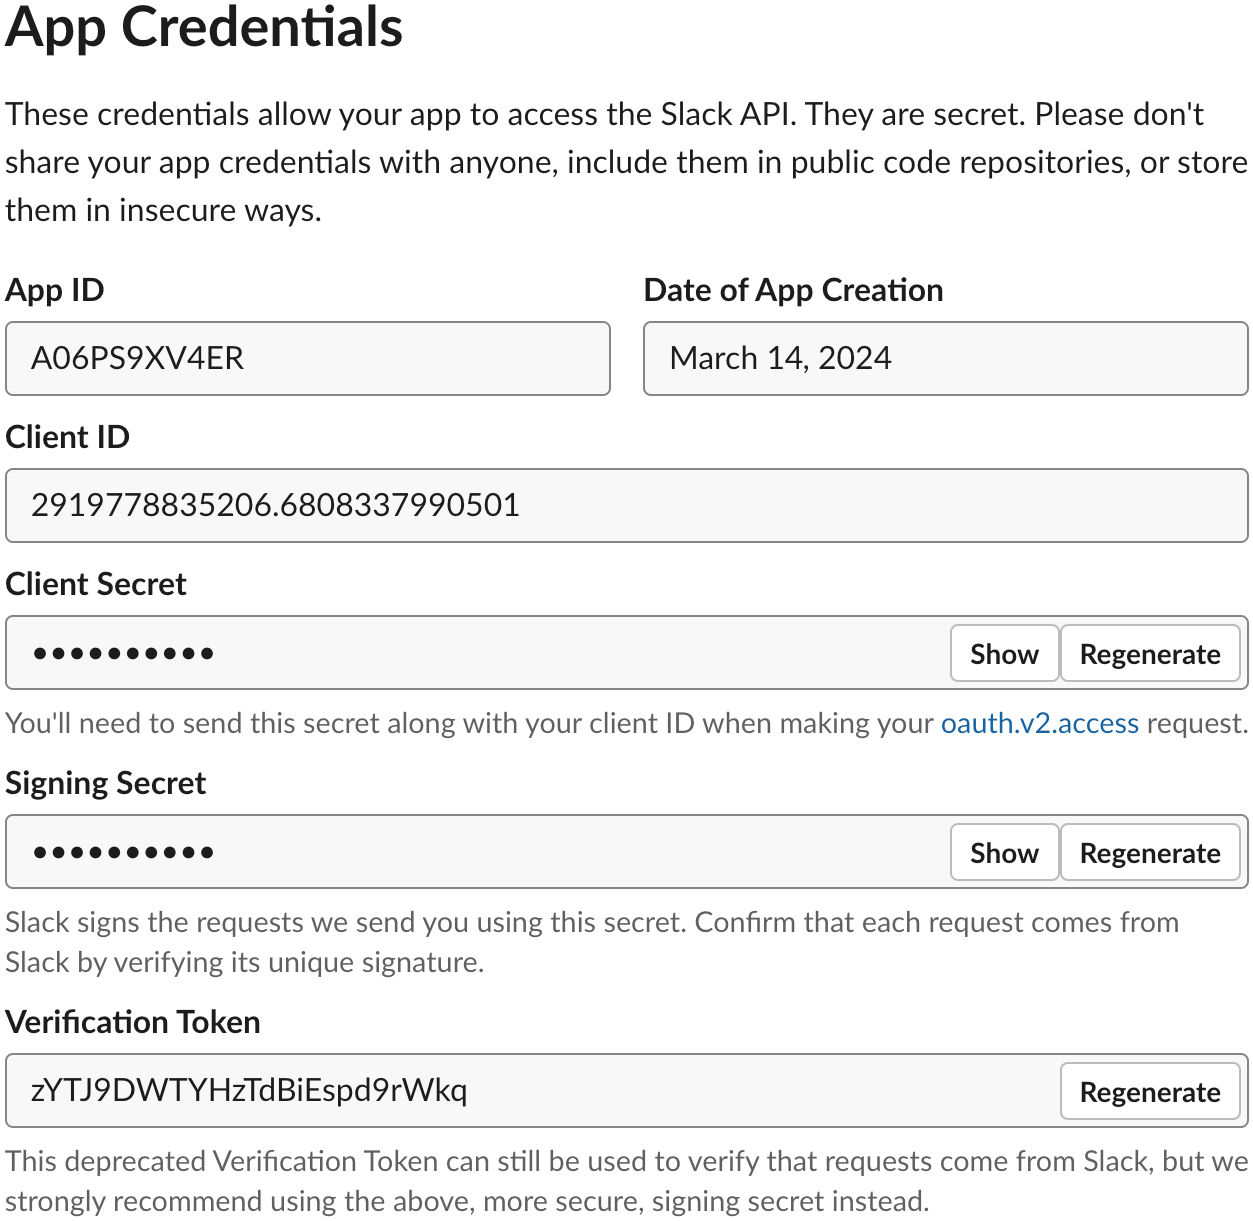 App Credentials
These credentials allow your app to access the Slack API. They are secret. Please don't
share your app credentials with anyone, include them in public code repositories, or store
them in insecure ways.
App ID
Date of App Creation
A06PS9XV4ER
March 14, 2024
Client ID
2919778835206.6808337990501
Client Secret
••••••••••
Show
Regenerate
You'll need to send this secret along with your client ID when making your oauth.v2.access request.
Signing Secret
••••••••••
Show
Regenerate
Slack signs the requests we send you using this secret. Confirm that each request comes from
Slack by verifying its unique signature.
Verification Token
zYTJ9DWTYHzTdBiEspd9rWkq
Regenerate
This deprecated Verification Token can still be used to verify that requests come from Slack, but we
strongly recommend using the above, more secure, signing secret instead.